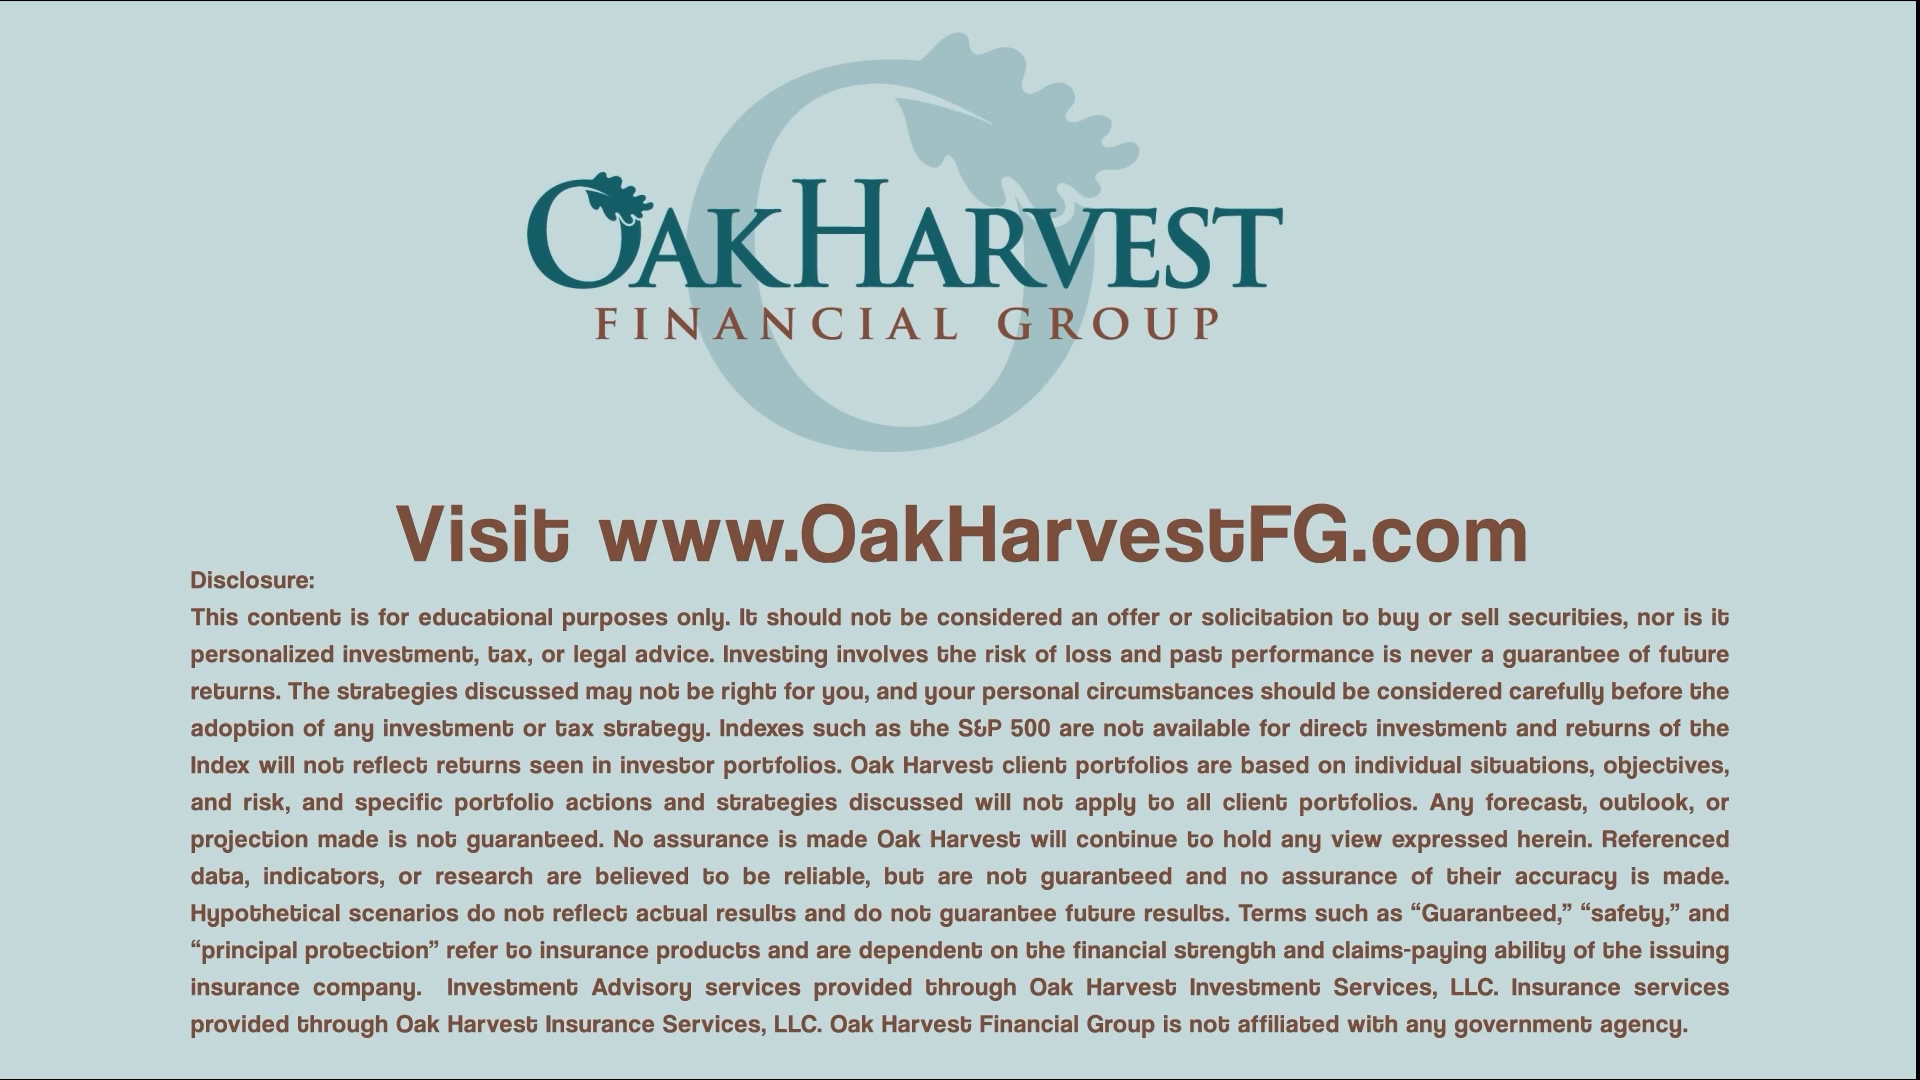 OAKHARVEST
FINANCIAL GROUP
Visit www.OakHarvestFG.com
Disclosure:
This content is for educational purposes only. It should not be considered an offer or solicitation to buy or sell securities, nor is it
personalized investment, tax, or legal advice. Investing involves the risk of loss and past performance is never a guarantee of future
returns. The strategies discussed may not be right for you, and your personal circumstances should be considered carefully before the
adoption of any investment or tax strategy. Indexes such as the S&P 500 are not available for direct investment and returns of the
Index will not reflect returns seen in investor portfolios. Oak Harvest client portfolios are based on individual situations, objectives,
and risk, and specific portfolio actions and strategies discussed will not apply to all client portfolios. Any forecast, outlook, or
projection made is not guaranteed. No assurance is made Oak Harvest will continue to hold any view expressed herein. Referenced
data, indicators, or research are believed to be reliable, but are not guaranteed and no assurance of their accuracy is made.
Hypothetical scenarios do not reflect actual results and do not guarantee future results. Terms such as “Guaranteed,” “safety,” and
“principal protection” refer to insurance products and are dependent on the financial strength and claims-paying ability of the issuing
insurance company.  Investment Advisory services provided through Oak Harvest Investment Services, LLC. Insurance services
provided through Oak Harvest Insurance Services, LLC. Oak Harvest Financial Group is not affiliated with any government agency.